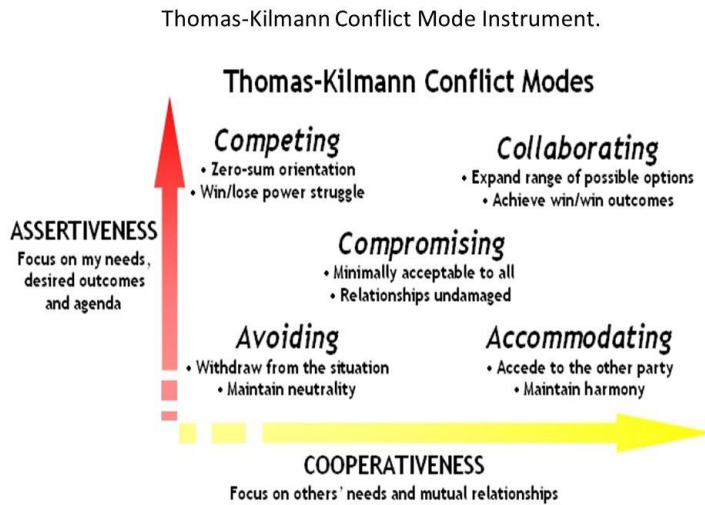 Thomas-Kilmann Conflict Mode Instrument.
Thomas-Kilmann Conflict Modes
Competing
• Zero-sum orientation
• Win/lose power struggle
Collaborating
• Expand range of possible options
• Achieve win/win outcomes
ASSERTIVENESS
Focus on my needs,
desired outcomes
and agenda
Compromising
• Minimally acceptable to all
• Relationships undamaged
Avoiding
• Withdraw from the situation
• Maintain neutrality
Accommodating
• Accede to the other party
• Maintain harmony
COOPERATIVENESS
Focus on others' needs and mutual relationships